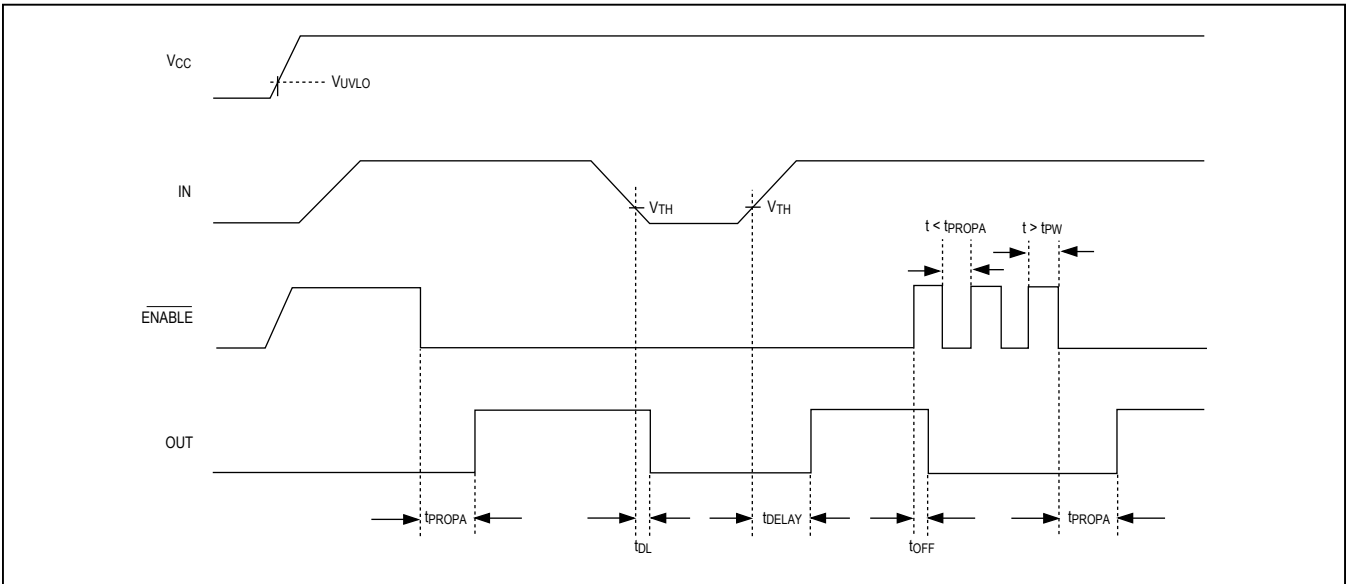 VCC
VUVLO
IN
VTH
VTH
t < tPROPA
t > tPW
ENABLE
OUT
tPROPA
tDL
tDELAY
tOFF
tPROPA